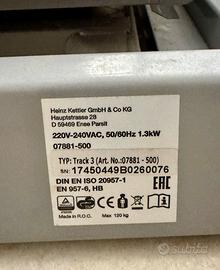 Heinz Kettler GmbH & Co KG
Hauptstrasse 28
D 59469 Ense Parsit
220V-240VAC, 50/60Hz 1.3kW
07881-500
TYP: Track 3 (Art. No.:07881 - 500)
SN: 17450449B0260076
DIN EN ISO 20957-1
EN 957-6, HB
EAC
Made in R.O.C.
Max 120 kg
subito